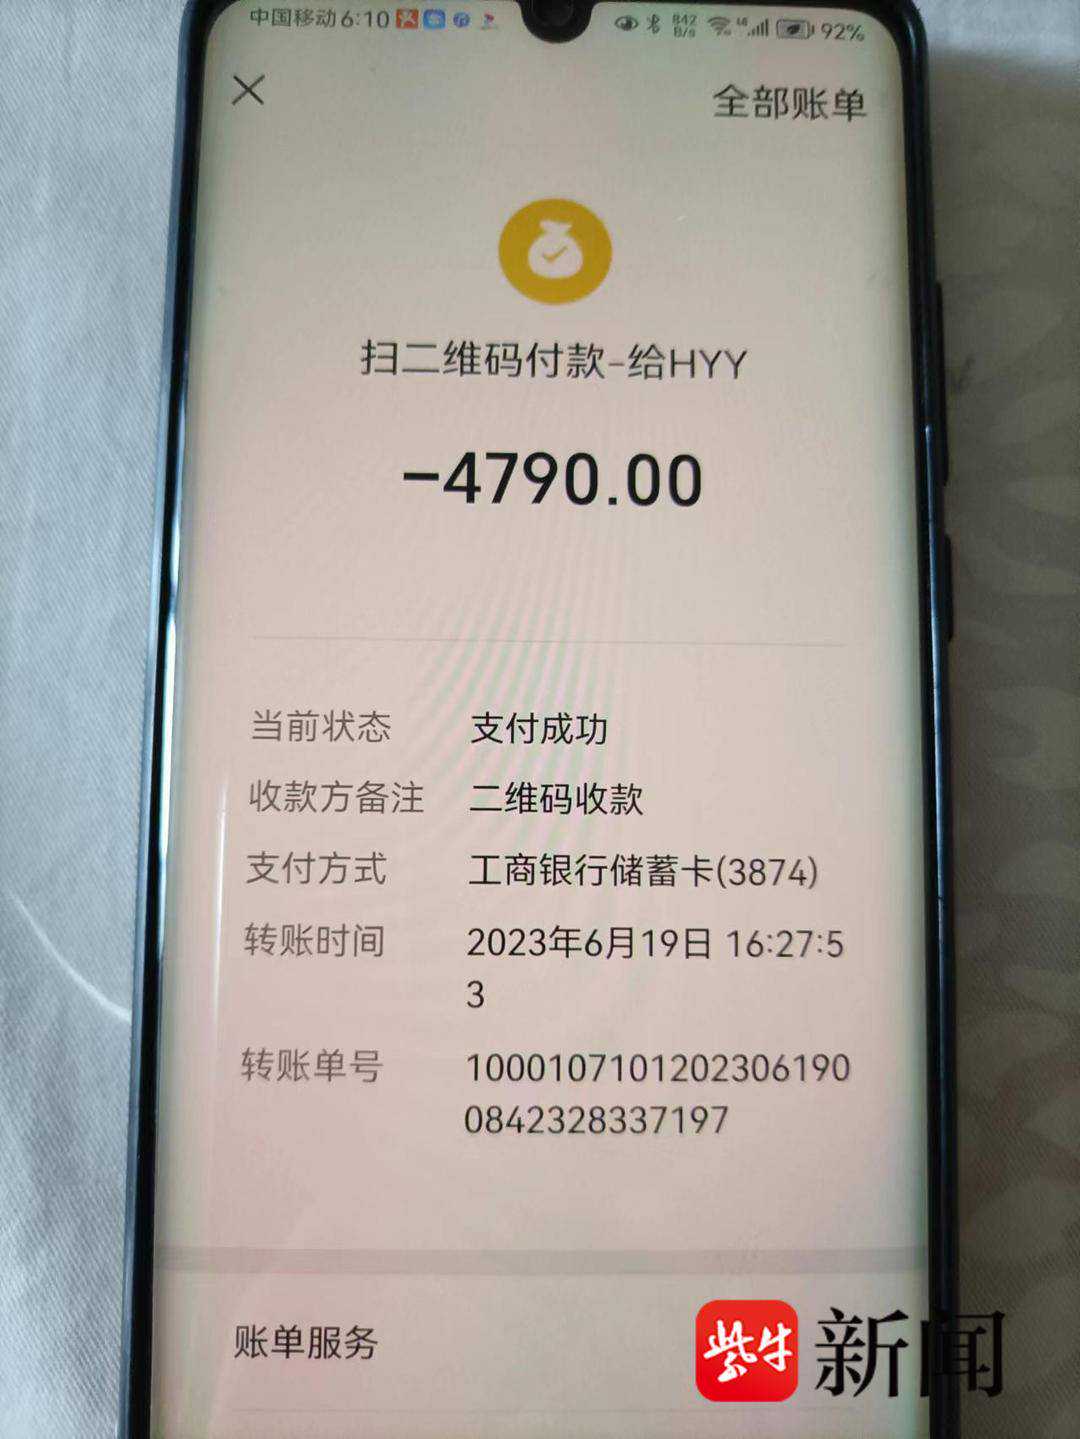 中国移动 6:10 842 B/s 92%
全部账单
扫二维码付款-给HYY
-4790.00
当前状态 支付成功
收款方备注 二维码收款
支付方式 工商银行储蓄卡(3874)
转账时间 2023年6月19日 16:27:5
3
转账单号 1000107101202306190
0842328337197
账单服务
紫牛 新闻